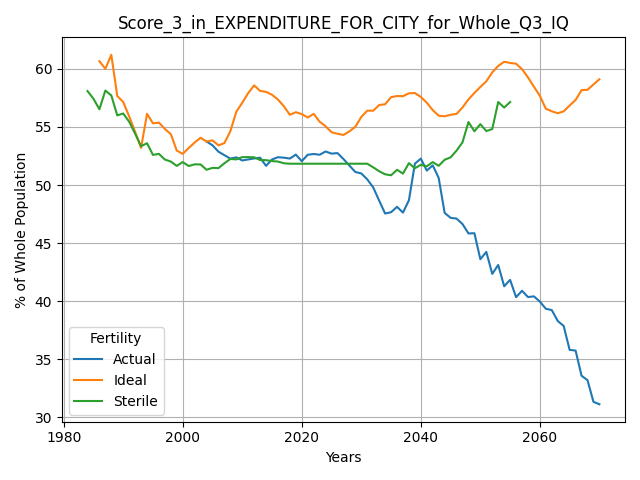 Score_3_in_EXPENDITURE_FOR_CITY_for_Whole_Q3_IQ
% of Whole Population
60
55
50
45
40
35
30
Fertility
Actual
Ideal
Sterile
1980
2000
2020
2040
2060
Years